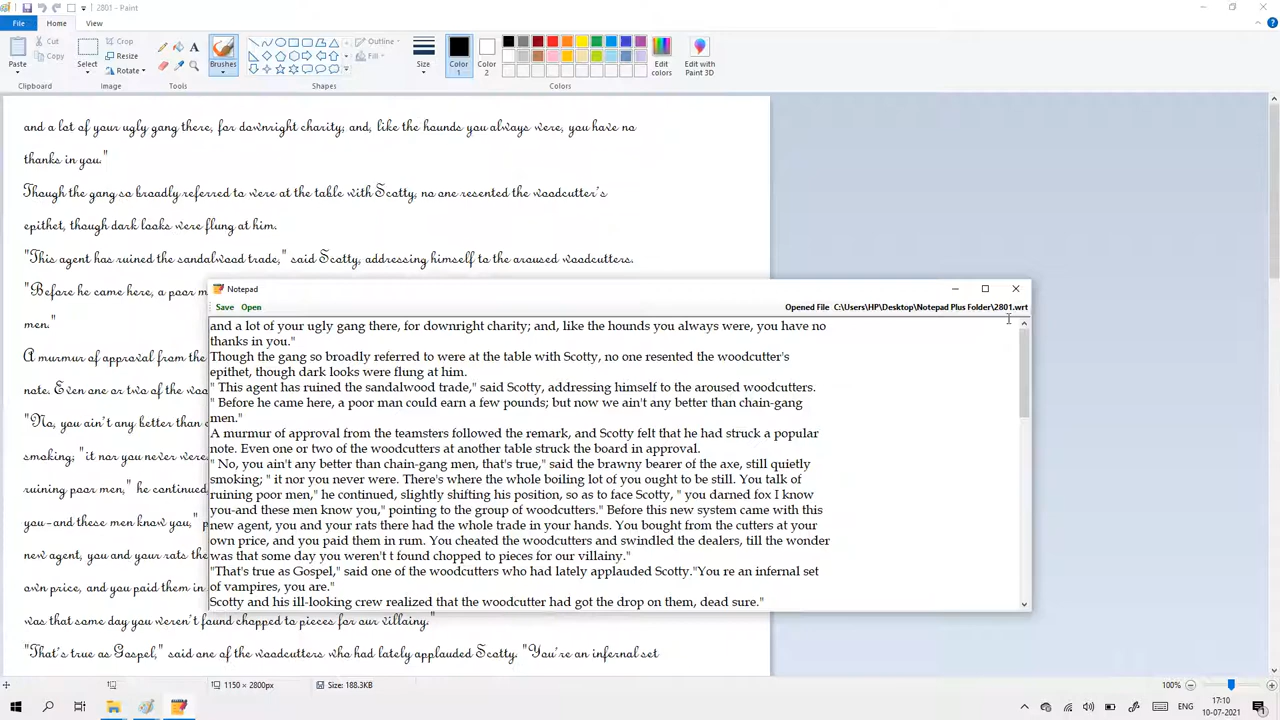 2801 - Paint
File
Home
View
Paste
Cut
Copy
Clipboard
Select
Crop
Resize
Rotate
Image
Tools
Brushes
Shapes
Outline
Fill
Size
Color 1
Color 2
Colors
Edit colors
Edit with Paint 3D
and a lot of your ugly gang there, for downright charity; and, like the hounds you always were, you have no
thanks in you."
Though the gang so broadly referred to were at the table with Scotty, no one resented the woodcutter's
epithet, though dark looks were flung at him.
"This agent has ruined the sandalwood trade," said Scotty, addressing himself to the aroused woodcutters.
"Before he came here, a poor m
men."
A murmur of approval from the
note. Even one or two of the woo
"No, you ain't any better than c
smoking; "it nor you never were.
ruining poor men," he continued
you-and these men know you," p
new agent, you and your rats the
own price, and you paid them in
was that some day you weren't found chopped to pieces for our villainy."
"That's true as Gospel," said one of the woodcutters who had lately applauded Scotty. "You're an infernal set
Notepad
Save
Open
Opened File C:\Users\HP\Desktop\Notepad Plus Folder\2801.wrt
and a lot of your ugly gang there, for downright charity; and, like the hounds you always were, you have no
thanks in you."
Though the gang so broadly referred to were at the table with Scotty, no one resented the woodcutter's
epithet, though dark looks were flung at him.
" This agent has ruined the sandalwood trade," said Scotty, addressing himself to the aroused woodcutters.
" Before he came here, a poor man could earn a few pounds; but now we ain't any better than chain-gang
men."
A murmur of approval from the teamsters followed the remark, and Scotty felt that he had struck a popular
note. Even one or two of the woodcutters at another table struck the board in approval.
" No, you ain't any better than chain-gang men, that's true," said the brawny bearer of the axe, still quietly
smoking; " it nor you never were. There's where the whole boiling lot of you ought to be still. You talk of
ruining poor men," he continued, slightly shifting his position, so as to face Scotty, " you darned fox I know
you-and these men know you," pointing to the group of woodcutters." Before this new system came with this
new agent, you and your rats there had the whole trade in your hands. You bought from the cutters at your
own price, and you paid them in rum. You cheated the woodcutters and swindled the dealers, till the wonder
was that some day you weren't t found chopped to pieces for our villainy."
"That's true as Gospel," said one of the woodcutters who had lately applauded Scotty."You re an infernal set
of vampires, you are."
Scotty and his ill-looking crew realized that the woodcutter had got the drop on them, dead sure."
1150 × 2800px
Size: 188.3KB
100%
ENG
17:10
10-07-2021